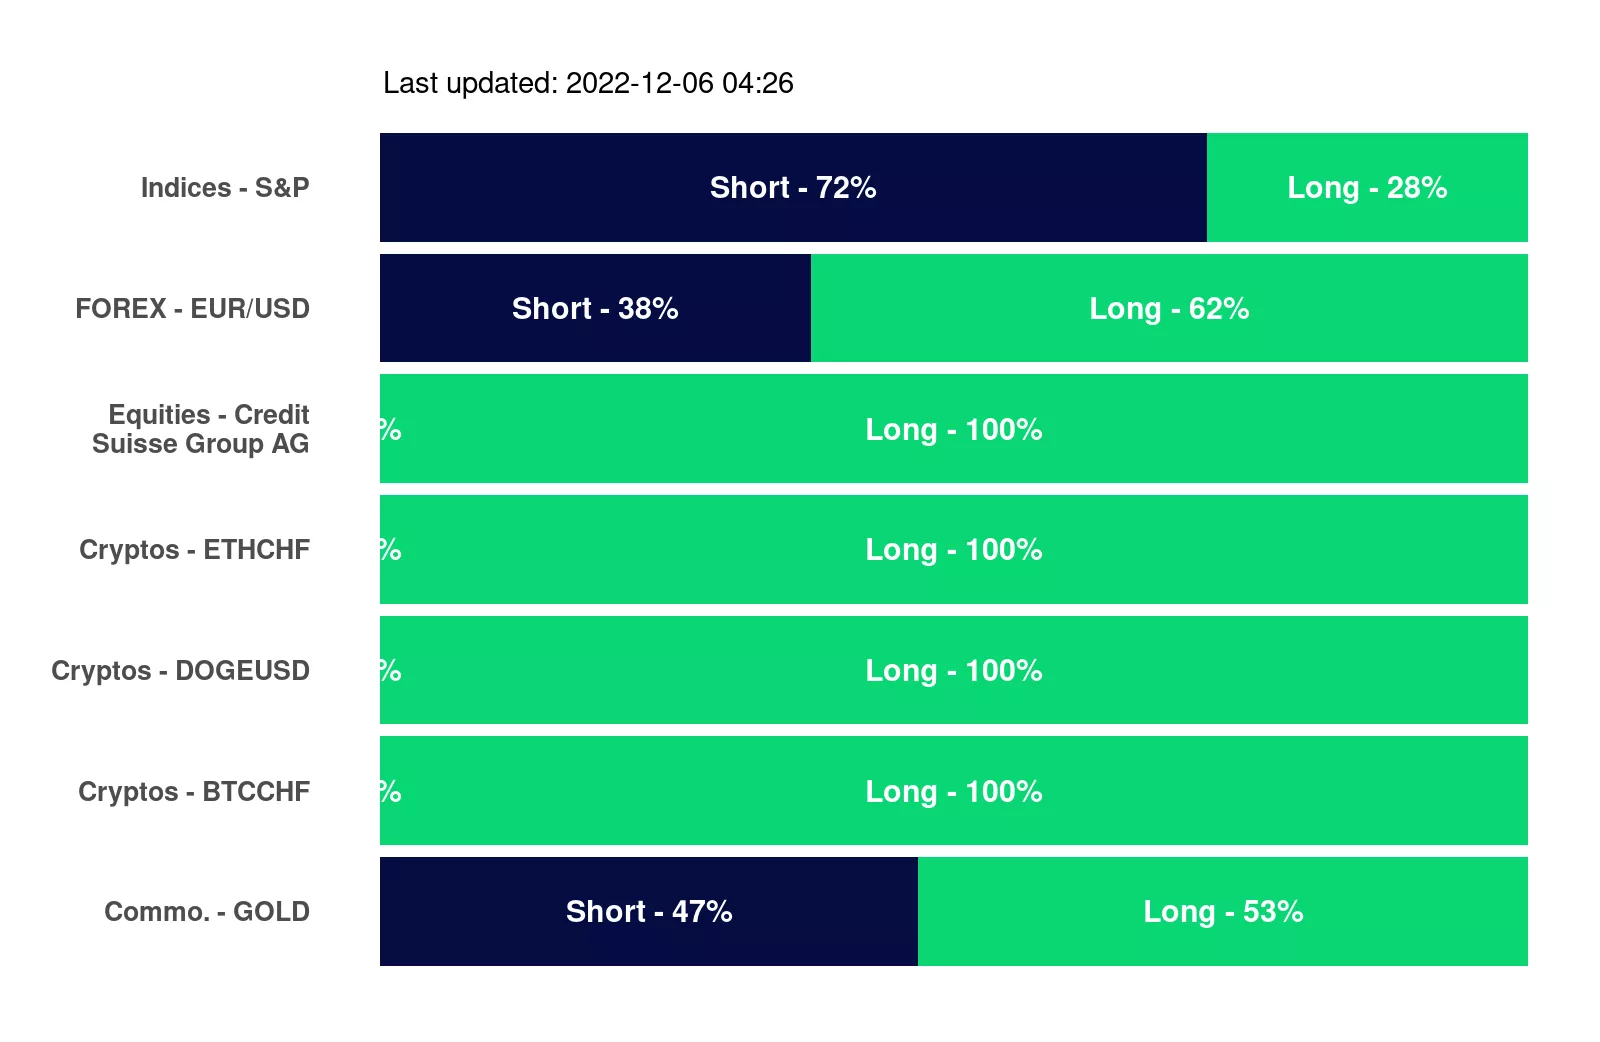 Last updated: 2022-12-06 04:26
Indices - S&P
Short - 72%
Long - 28%
FOREX - EUR/USD
Short - 38%
Long - 62%
Equities - Credit
Suisse Group AG
%
Long - 100%
Cryptos - ETHCHF
%
Long - 100%
Cryptos - DOGEUSD
%
Long - 100%
Cryptos - BTCCHF
%
Long - 100%
Commo. - GOLD
Short - 47%
Long - 53%